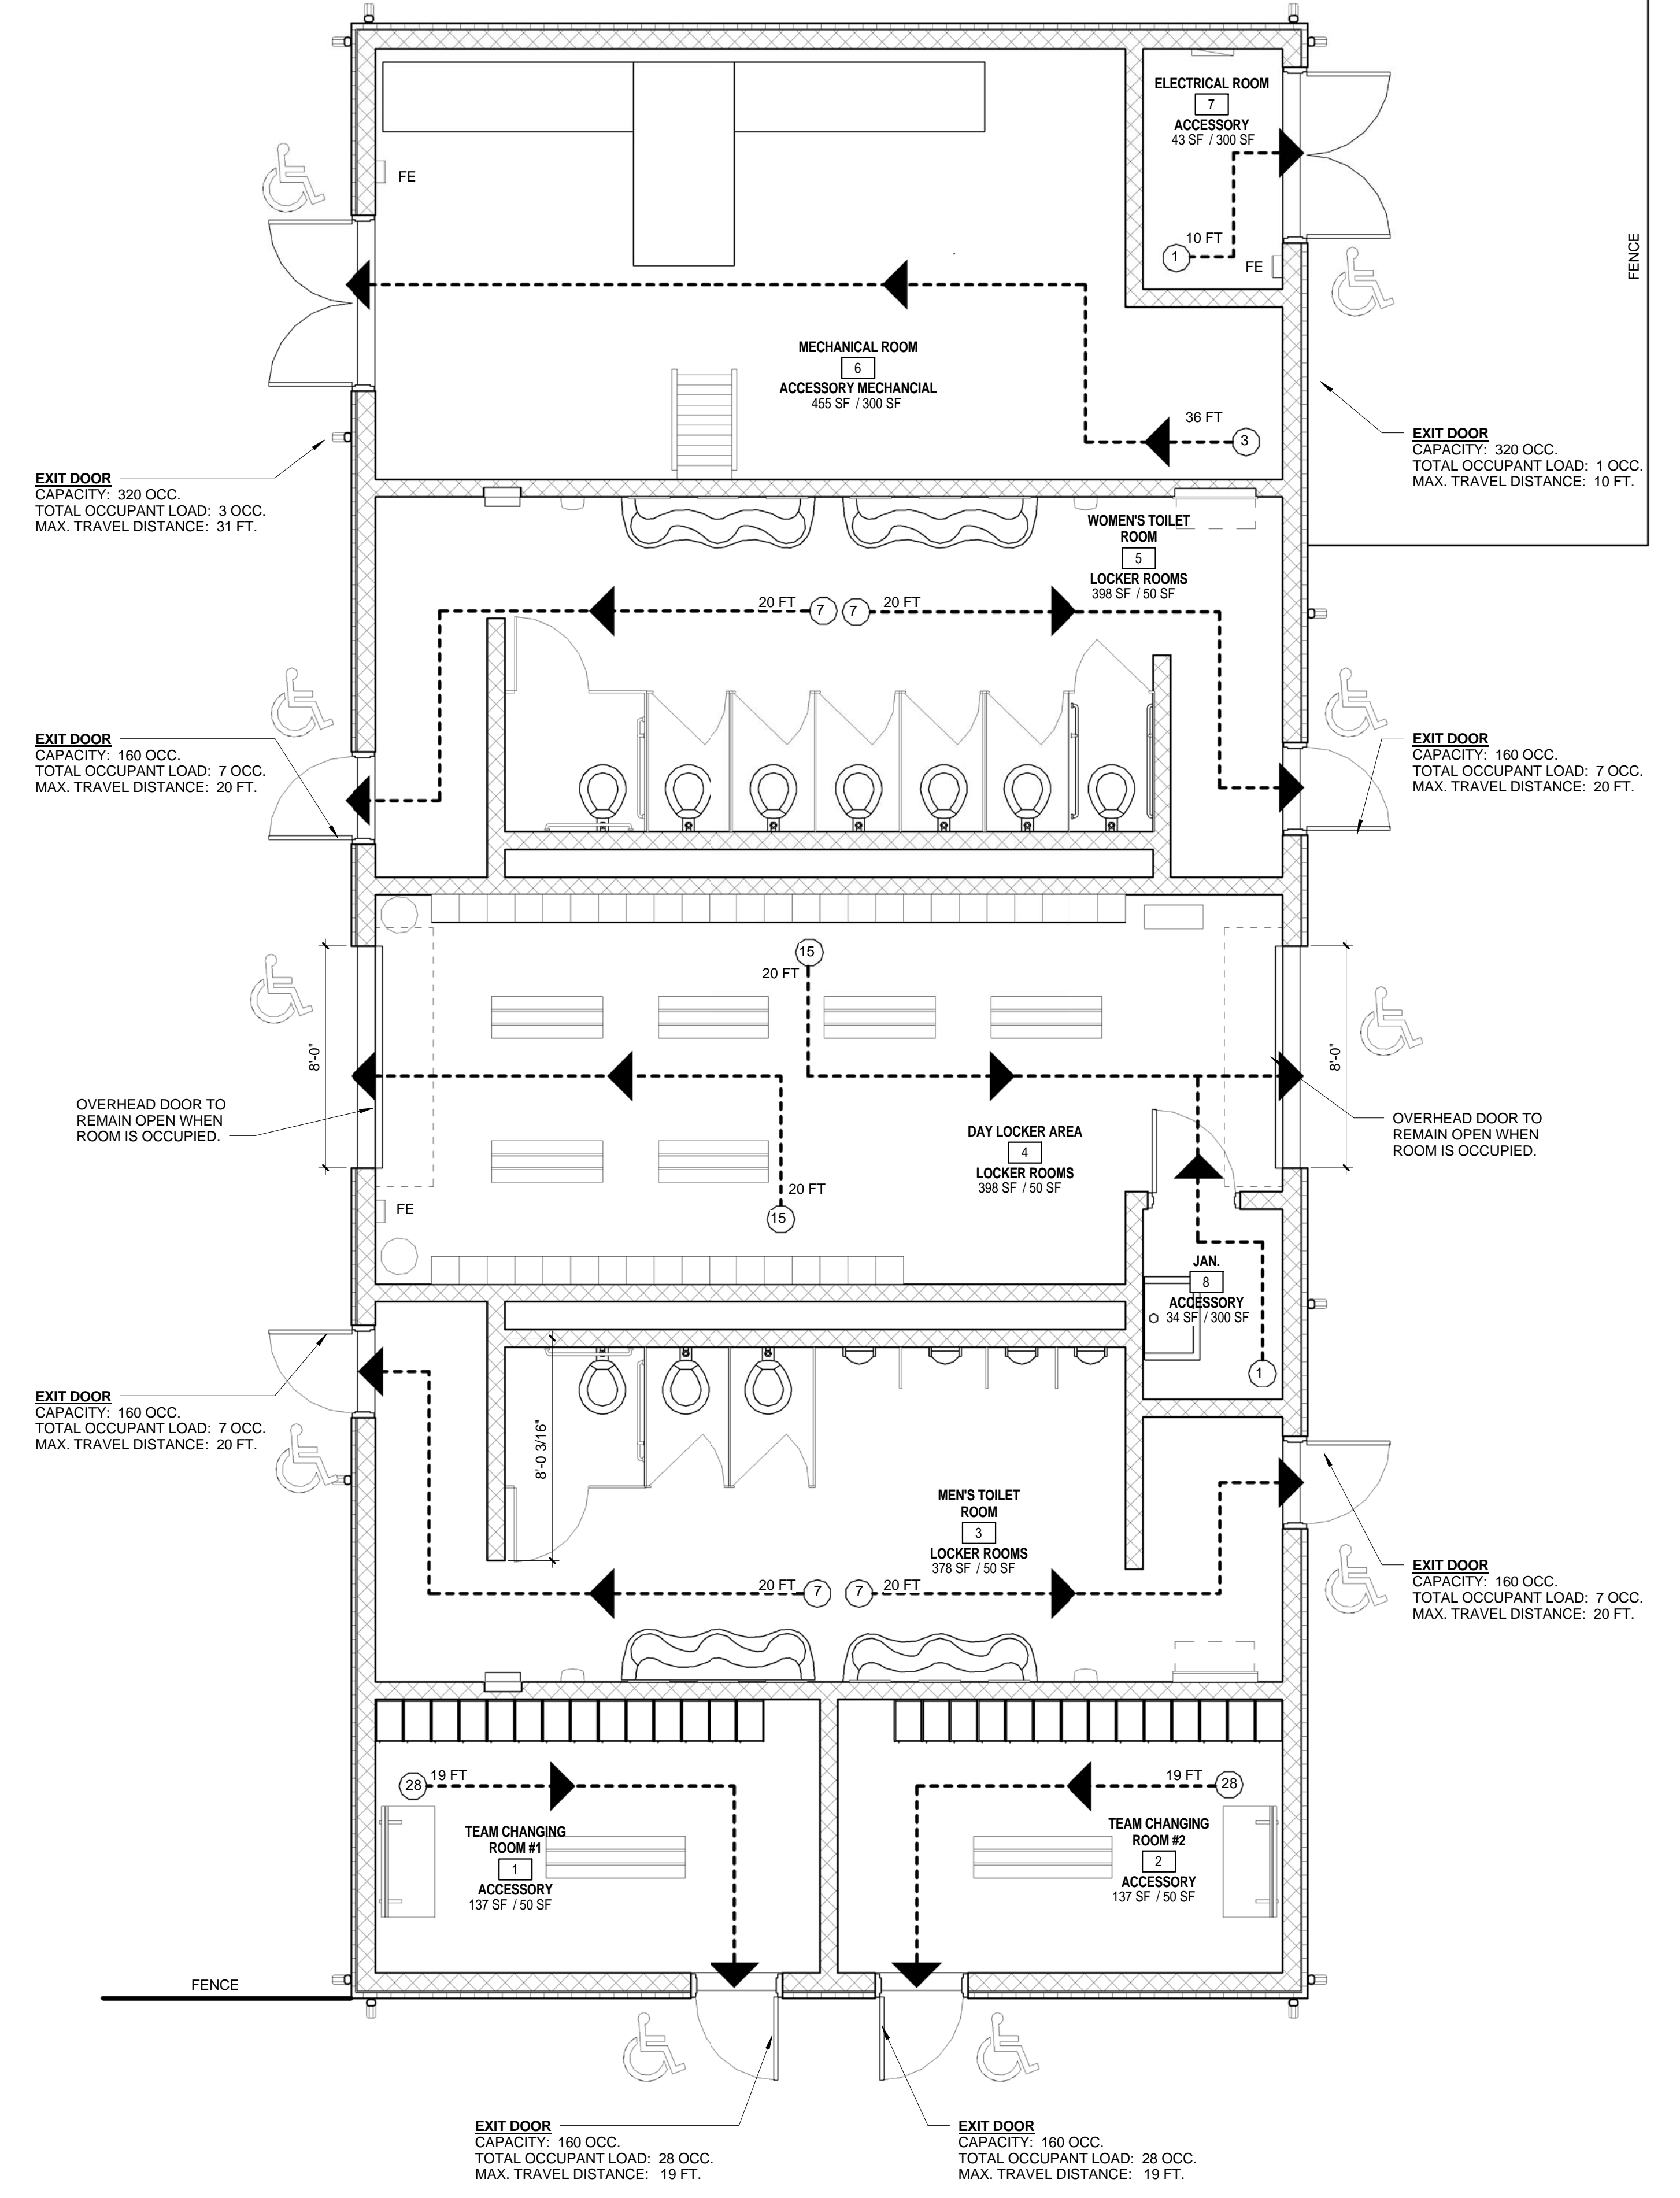 ELECTRICAL ROOM
7
ACCESSORY
43 SF / 300 SF
FE
10 FT
1
FE
FENCE
MECHANICAL ROOM
6
ACCESSORY MECHANCIAL
455 SF / 300 SF
36 FT
3
EXIT DOOR
CAPACITY: 320 OCC.
TOTAL OCCUPANT LOAD: 1 OCC.
MAX. TRAVEL DISTANCE: 10 FT.
EXIT DOOR
CAPACITY: 320 OCC.
TOTAL OCCUPANT LOAD: 3 OCC.
MAX. TRAVEL DISTANCE: 31 FT.
WOMEN'S TOILET
ROOM
5
LOCKER ROOMS
398 SF / 50 SF
20 FT
7
7
20 FT
EXIT DOOR
CAPACITY: 160 OCC.
TOTAL OCCUPANT LOAD: 7 OCC.
MAX. TRAVEL DISTANCE: 20 FT.
EXIT DOOR
CAPACITY: 160 OCC.
TOTAL OCCUPANT LOAD: 7 OCC.
MAX. TRAVEL DISTANCE: 20 FT.
15
20 FT
8'-0"
8'-0"
OVERHEAD DOOR TO
REMAIN OPEN WHEN
ROOM IS OCCUPIED.
OVERHEAD DOOR TO
REMAIN OPEN WHEN
ROOM IS OCCUPIED.
DAY LOCKER AREA
4
LOCKER ROOMS
398 SF / 50 SF
20 FT
15
FE
JAN.
8
ACCESSORY
34 SF / 300 SF
1
EXIT DOOR
CAPACITY: 160 OCC.
TOTAL OCCUPANT LOAD: 7 OCC.
MAX. TRAVEL DISTANCE: 20 FT.
8'-0 3/16"
MEN'S TOILET
ROOM
3
LOCKER ROOMS
378 SF / 50 SF
20 FT
7
7
20 FT
EXIT DOOR
CAPACITY: 160 OCC.
TOTAL OCCUPANT LOAD: 7 OCC.
MAX. TRAVEL DISTANCE: 20 FT.
28
19 FT
19 FT
28
TEAM CHANGING
ROOM #1
1
ACCESSORY
137 SF / 50 SF
TEAM CHANGING
ROOM #2
2
ACCESSORY
137 SF / 50 SF
FENCE
EXIT DOOR
CAPACITY: 160 OCC.
TOTAL OCCUPANT LOAD: 28 OCC.
MAX. TRAVEL DISTANCE: 19 FT.
EXIT DOOR
CAPACITY: 160 OCC.
TOTAL OCCUPANT LOAD: 28 OCC.
MAX. TRAVEL DISTANCE: 19 FT.